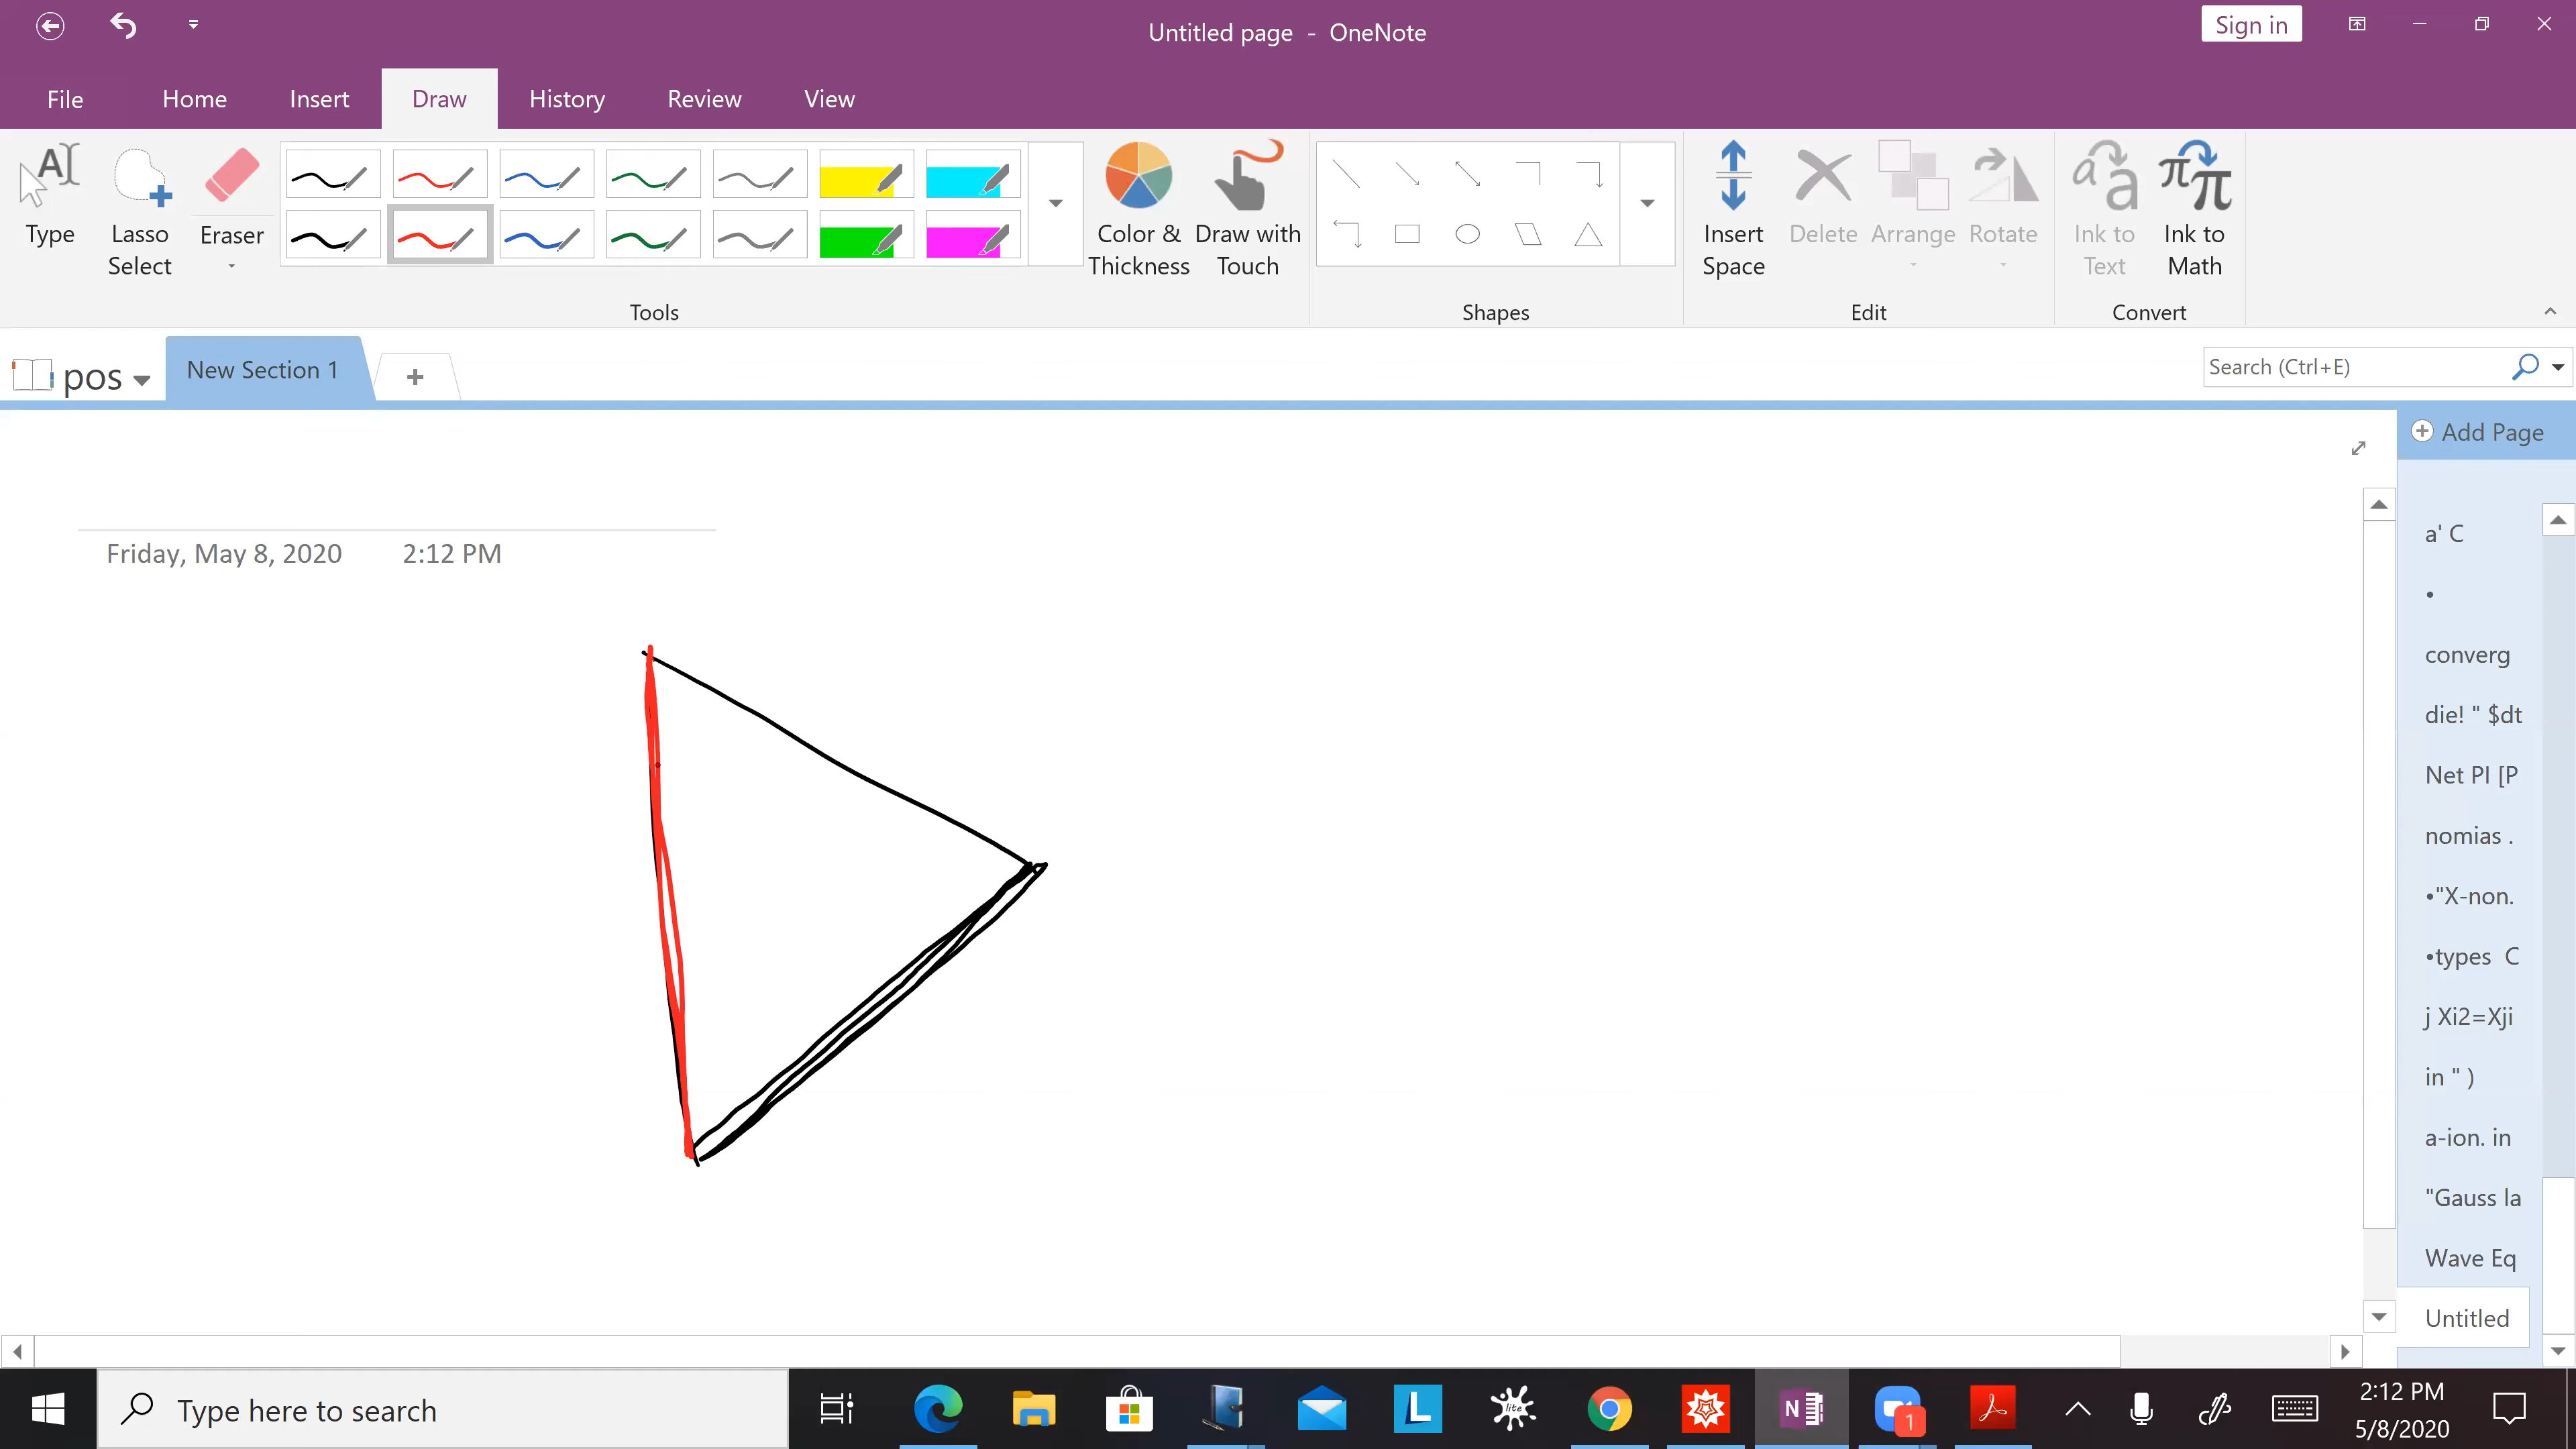 Untitled page - OneNote
Sign in
File Home Insert Draw History Review View
Type
Lasso Select
Eraser
Color & Thickness
Draw with Touch
Insert Space
Delete
Arrange
Rotate
Ink to Text
Ink to Math
Tools
Shapes
Edit
Convert
pos
New Section 1
+
Search (Ctrl+E)
Add Page
Friday, May 8, 2020 2:12 PM
a' C
•
converg
die! " $dt
Net PI [P
nomias .
•"X-non.
•types C
j Xi2=Xji
in " )
a-ion. in
"Gauss la
Wave Eq
Untitled
Type here to search
L
lite
N
1
2:12 PM
5/8/2020